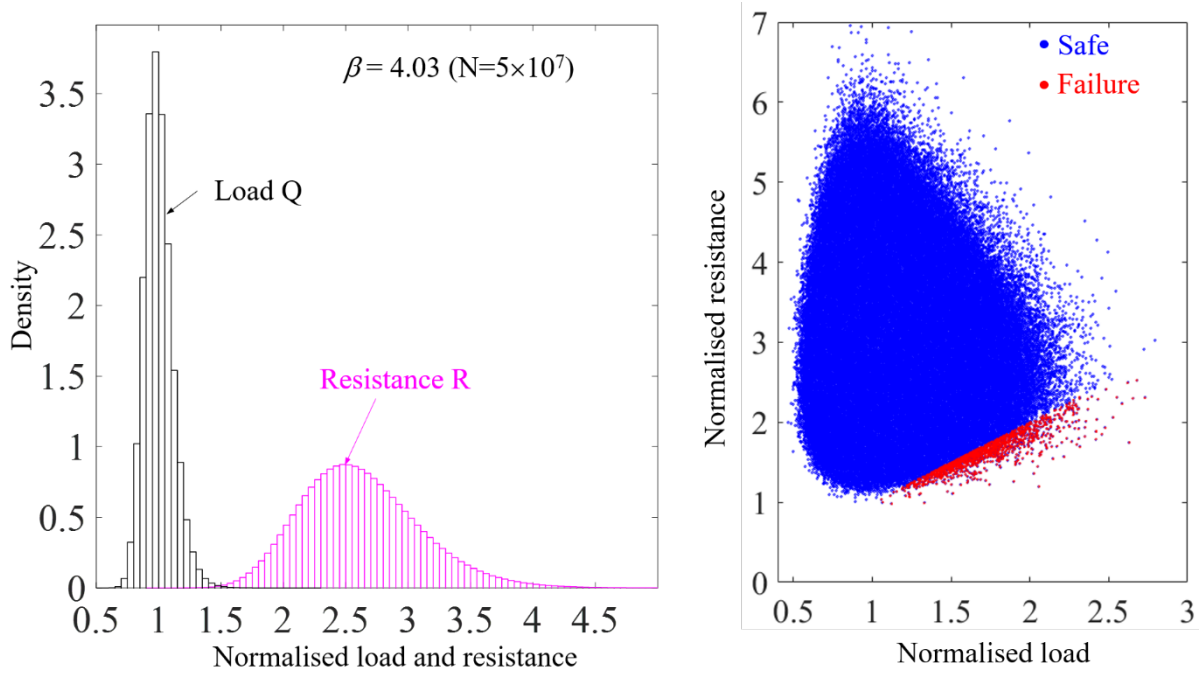 β = 4.03 (N=5×10⁷)
Load Q
Resistance R
Density
3.5
3
2.5
2
1.5
1
0.5
0
0.5 1 1.5 2 2.5 3 3.5 4 4.5
Normalised load and resistance
Safe
Failure
Normalised resistance
7
6
5
4
3
2
1
0
0.5 1 1.5 2 2.5 3
Normalised load